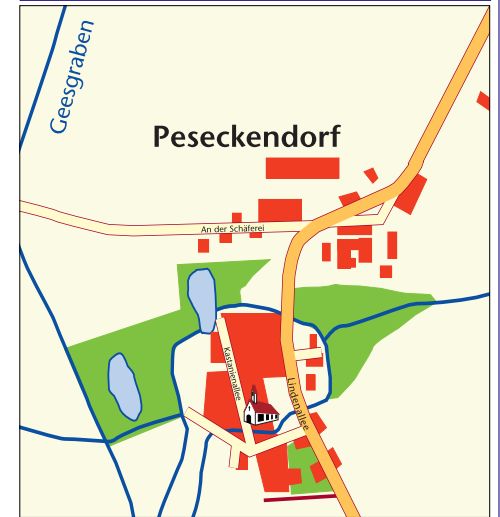 Geesgraben
Peseckendorf
An der Schäferei
Kastanienallee
Lindenallee